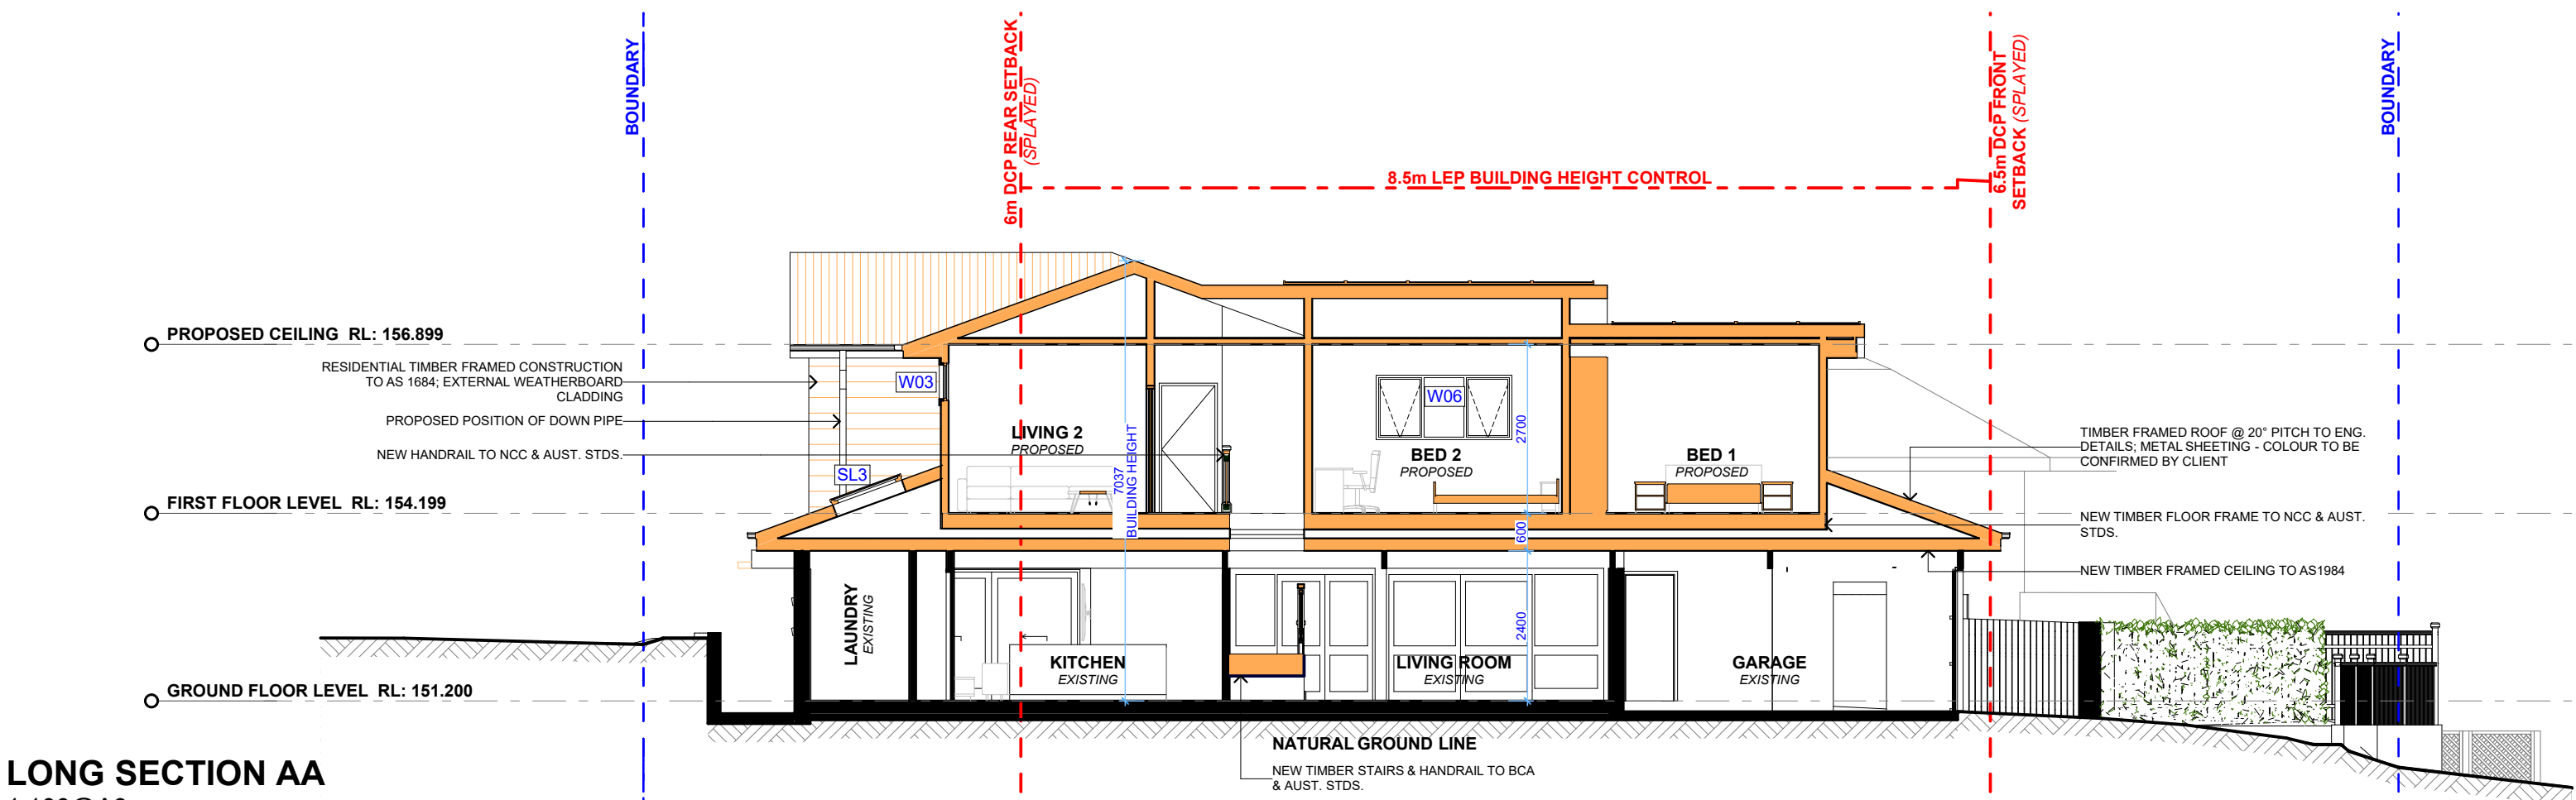 BOUNDARY
6m DCP REAR SETBACK
(SPLAYED)
8.5m LEP BUILDING HEIGHT CONTROL
6.5m DCP FRONT
SETBACK (SPLAYED)
BOUNDARY
PROPOSED CEILING RL: 156.899
RESIDENTIAL TIMBER FRAMED CONSTRUCTION
TO AS 1684; EXTERNAL WEATHERBOARD
CLADDING
PROPOSED POSITION OF DOWN PIPE
NEW HANDRAIL TO NCC & AUST. STDS.
FIRST FLOOR LEVEL RL: 154.199
GROUND FLOOR LEVEL RL: 151.200
W03
SL3
LIVING 2
PROPOSED
7037
BUILDING HEIGHT
W06
BED 2
PROPOSED
2700
600
2400
BED 1
PROPOSED
TIMBER FRAMED ROOF @ 20° PITCH TO ENG.
DETAILS; METAL SHEETING - COLOUR TO BE
CONFIRMED BY CLIENT
NEW TIMBER FLOOR FRAME TO NCC & AUST.
STDS.
NEW TIMBER FRAMED CEILING TO AS1984
LAUNDRY
EXISTING
KITCHEN
EXISTING
LIVING ROOM
EXISTING
GARAGE
EXISTING
NATURAL GROUND LINE
NEW TIMBER STAIRS & HANDRAIL TO BCA
& AUST. STDS.
LONG SECTION AA